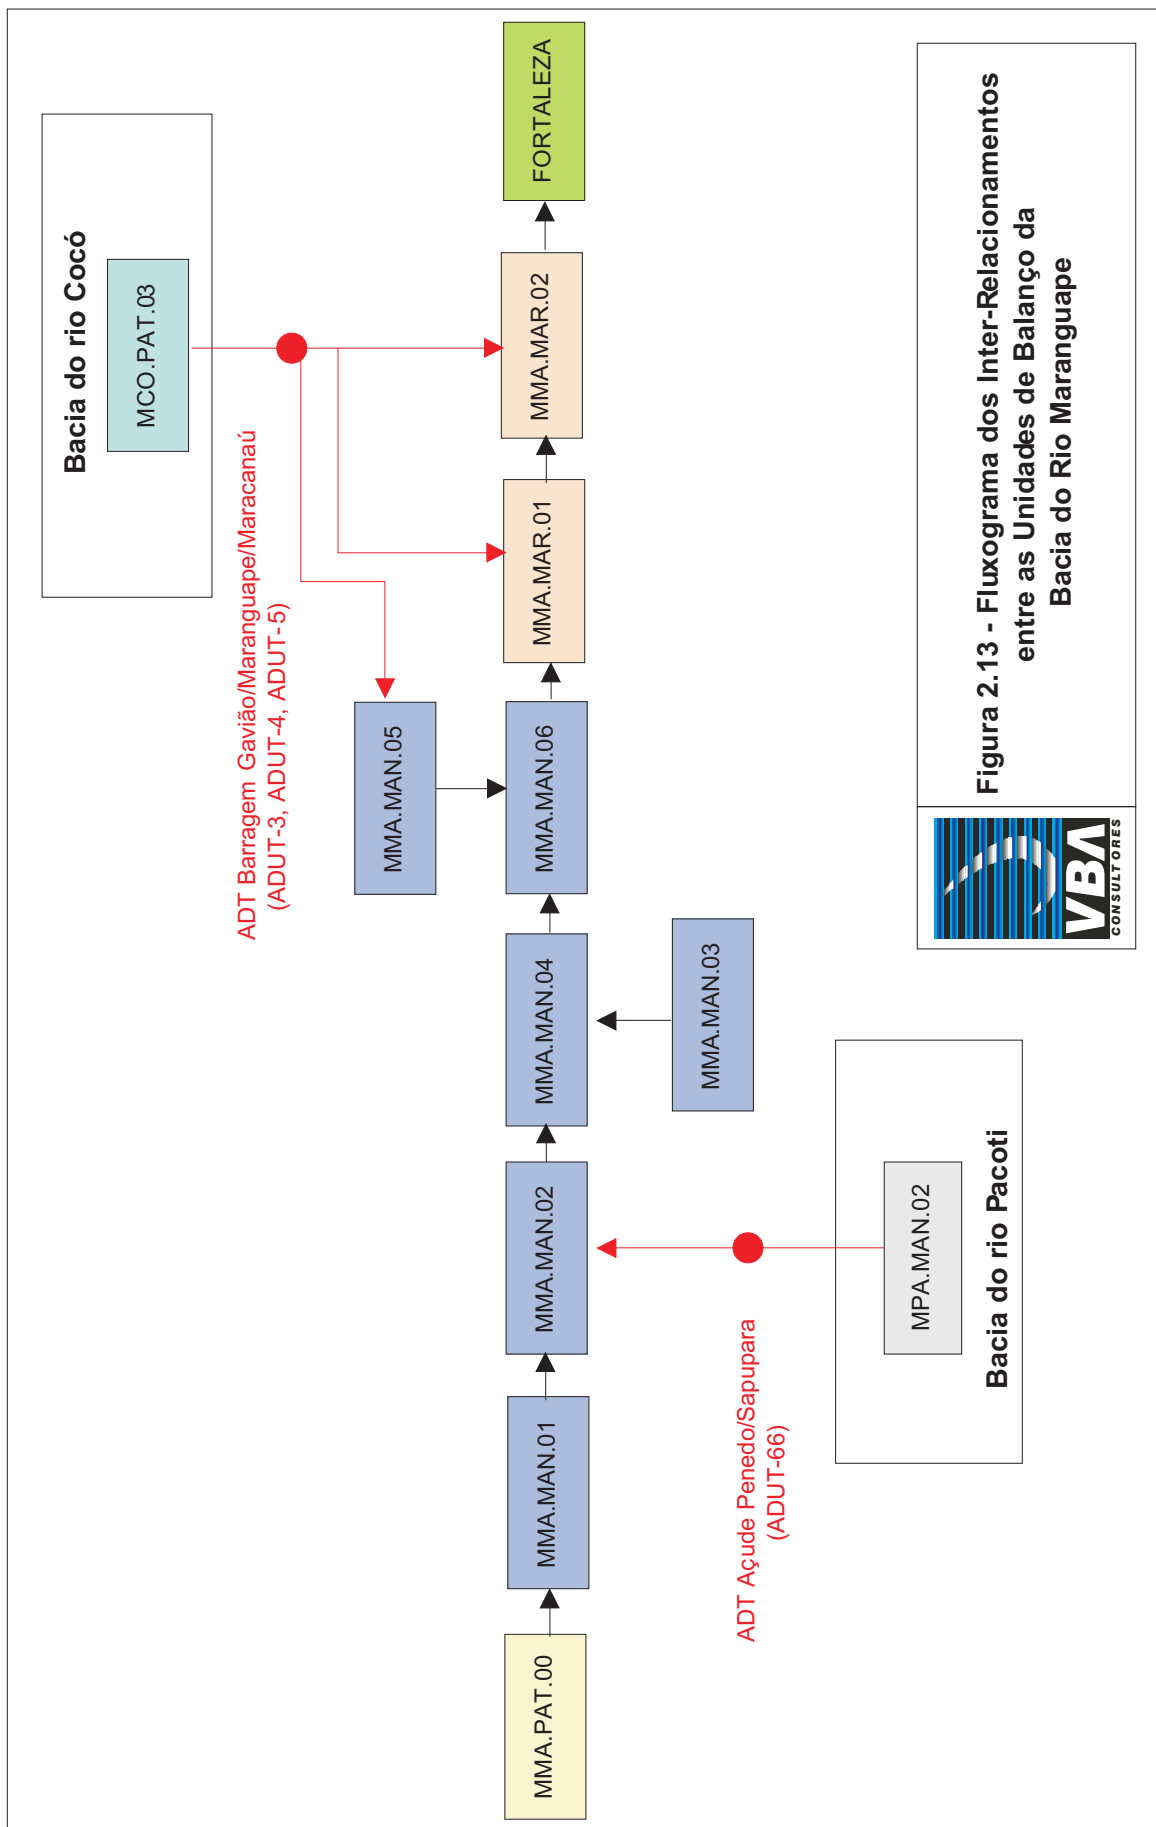 Bacia do rio Cocó
MCO.PAT.03
ADT Barragem Gavião/Maranguape/Maracanaú
(ADUT-3, ADUT-4, ADUT-5)
MMA.MAN.05
MMA.PAT.00
MMA.MAN.01
MMA.MAN.02
MMA.MAN.04
MMA.MAN.06
MMA.MAR.01
MMA.MAR.02
FORTALEZA
MMA.MAN.03
ADT Açude Penedo/Sapupara
(ADUT-66)
MPA.MAN.02
Bacia do rio Pacoti
VBA
CONSULTORES
Figura 2.13 - Fluxograma dos Inter-Relacionamentos
entre as Unidades de Balanço da
Bacia do Rio Maranguape